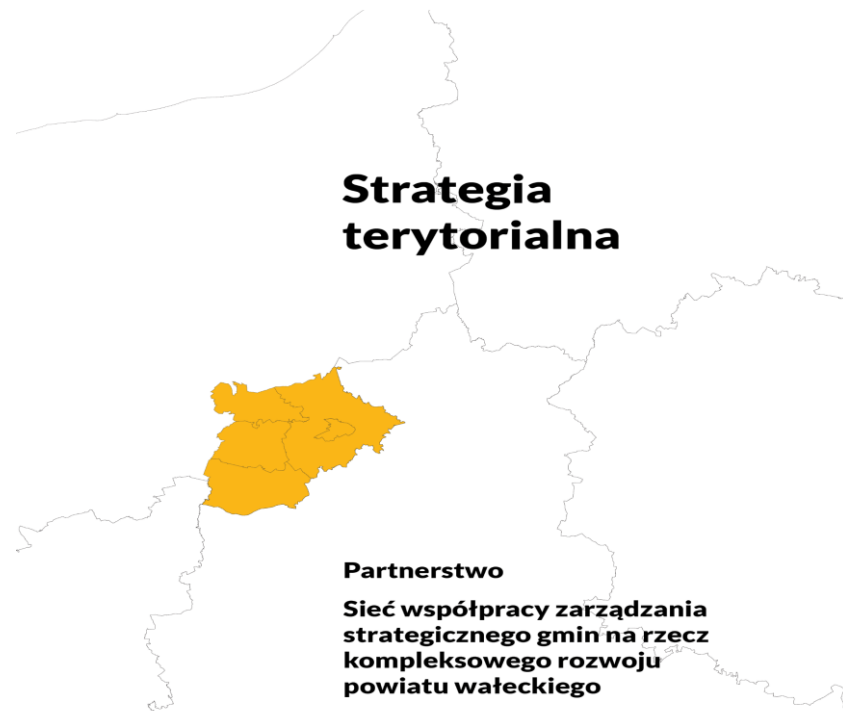 Strategia
terytorialna
Partnerstwo
Sieć współpracy zarządzania
strategicznego gmin na rzecz
kompleksowego rozwoju
powiatu wałeckiego